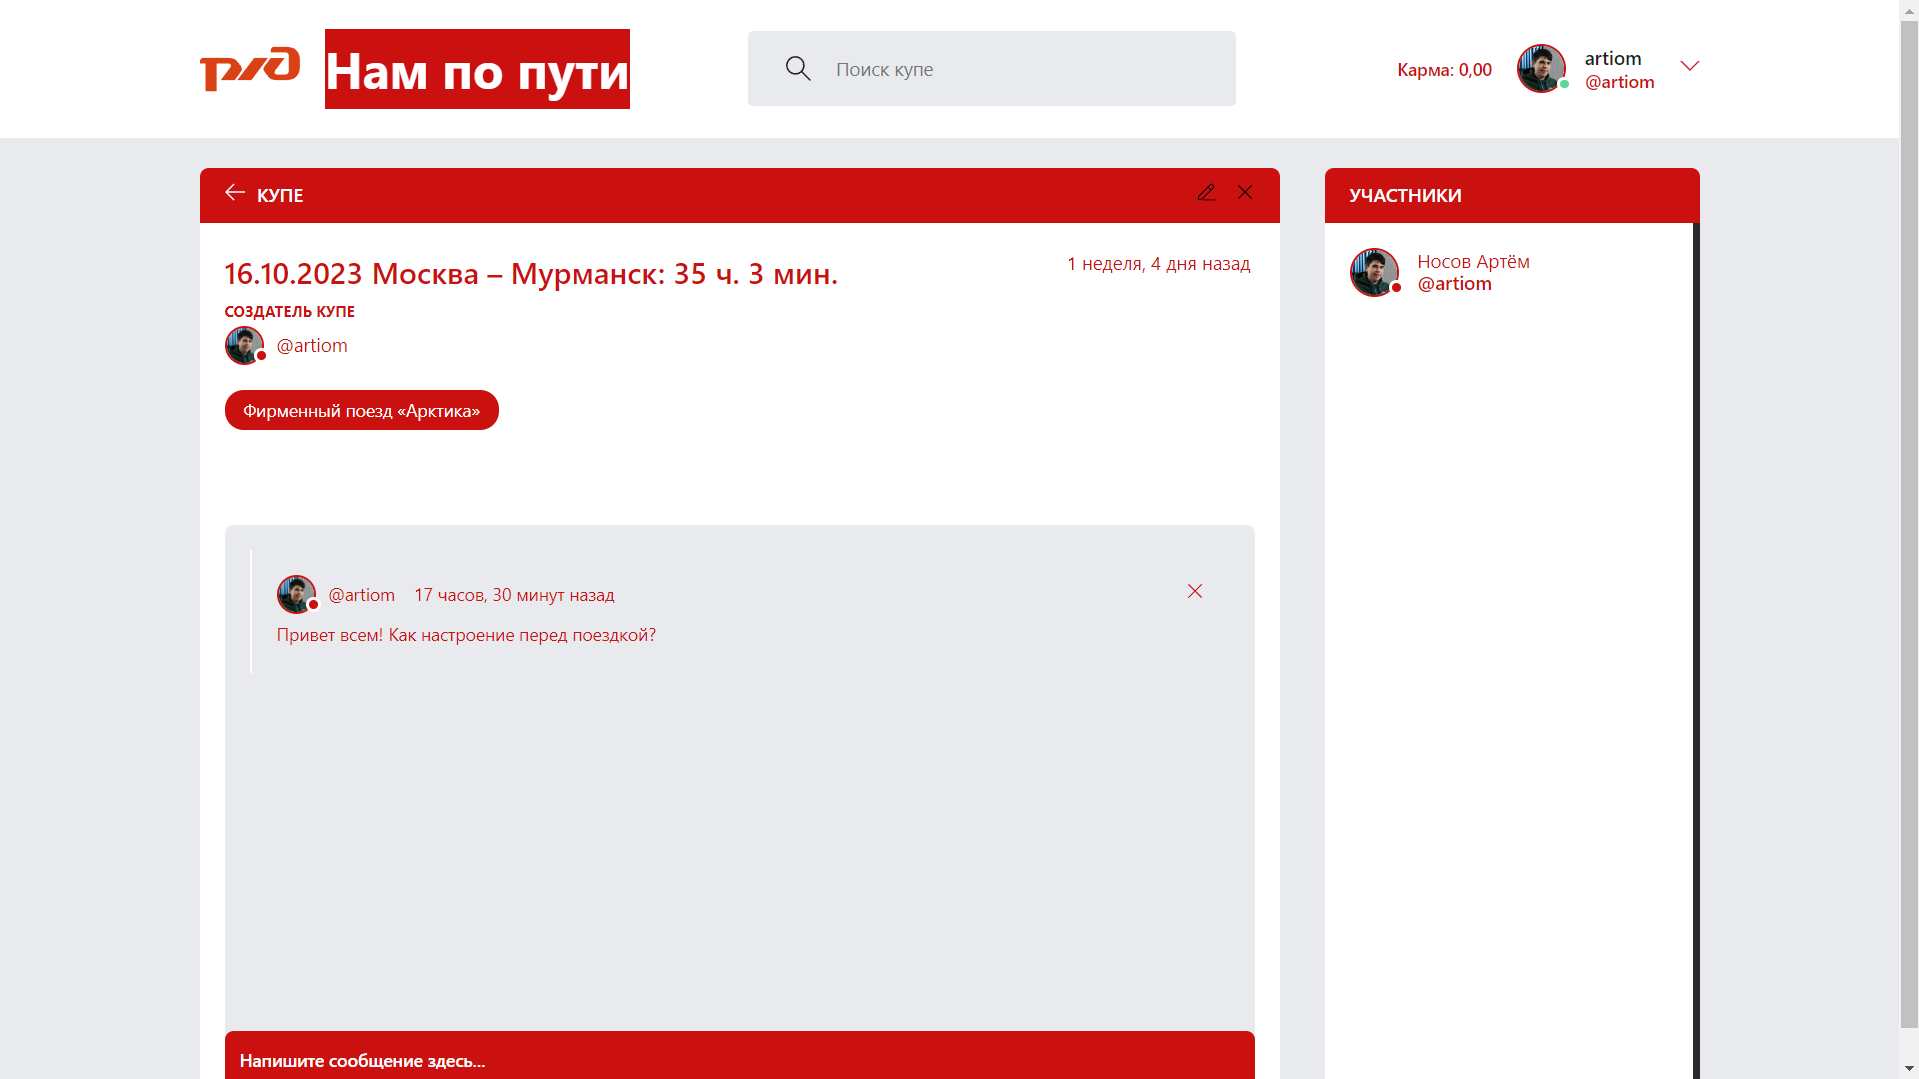 ржд
Нам по пути
Поиск купе
Карма: 0,00
artiom
@artiom
КУПЕ
16.10.2023 Москва – Мурманск: 35 ч. 3 мин.
1 неделя, 4 дня назад
СОЗДАТЕЛЬ КУПЕ
@artiom
Фирменный поезд «Арктика»
@artiom 17 часов, 30 минут назад
Привет всем! Как настроение перед поездкой?
Напишите сообщение здесь...
УЧАСТНИКИ
Носов Артём
@artiom